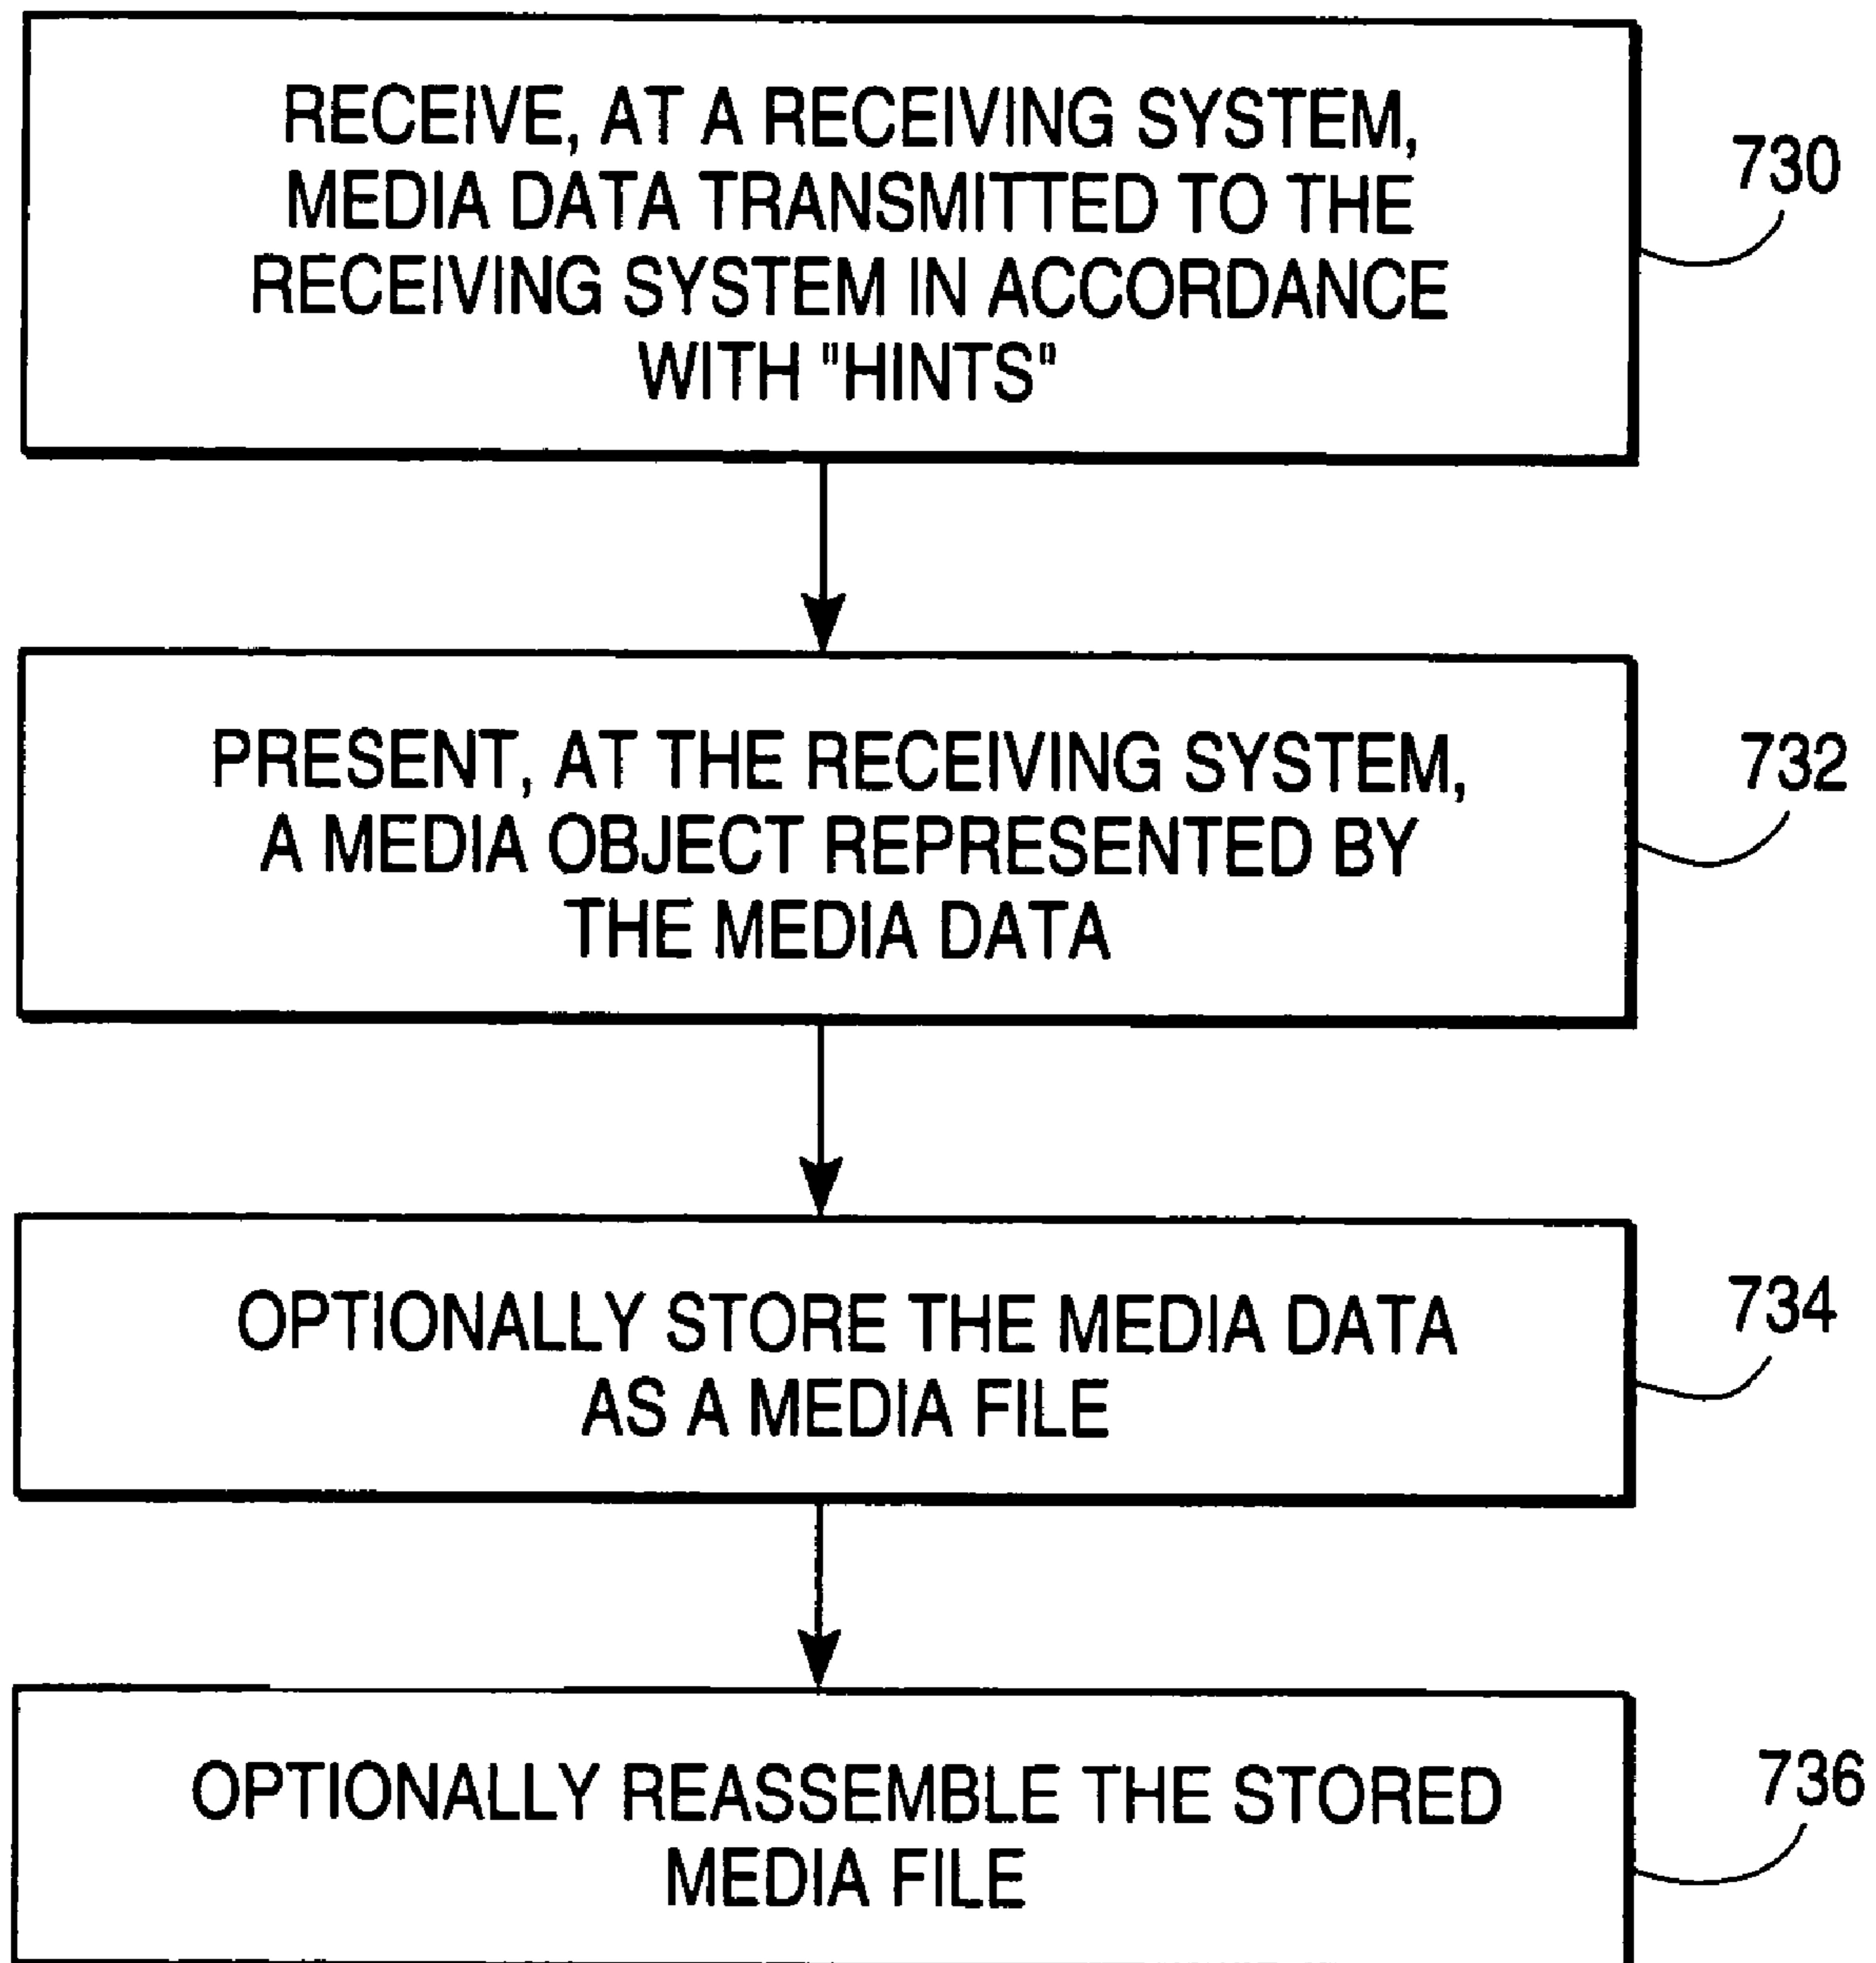 RECEIVE, AT A RECEIVING SYSTEM,
MEDIA DATA TRANSMITTED TO THE
RECEIVING SYSTEM IN ACCORDANCE
WITH "HINTS"
730
PRESENT, AT THE RECEIVING SYSTEM,
A MEDIA OBJECT REPRESENTED BY
THE MEDIA DATA
732
OPTIONALLY STORE THE MEDIA DATA
AS A MEDIA FILE
734
OPTIONALLY REASSEMBLE THE STORED
MEDIA FILE
736